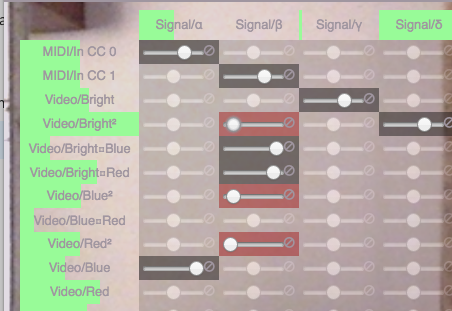 Signal/α Signal/β Signal/γ Signal/δ
MIDI/In CC 0
MIDI/In CC 1
Video/Bright
Video/Bright²
Video/Bright¤Blue
Video/Bright¤Red
Video/Blue²
Video/Blue¤Red
Video/Red²
Video/Blue
Video/Red